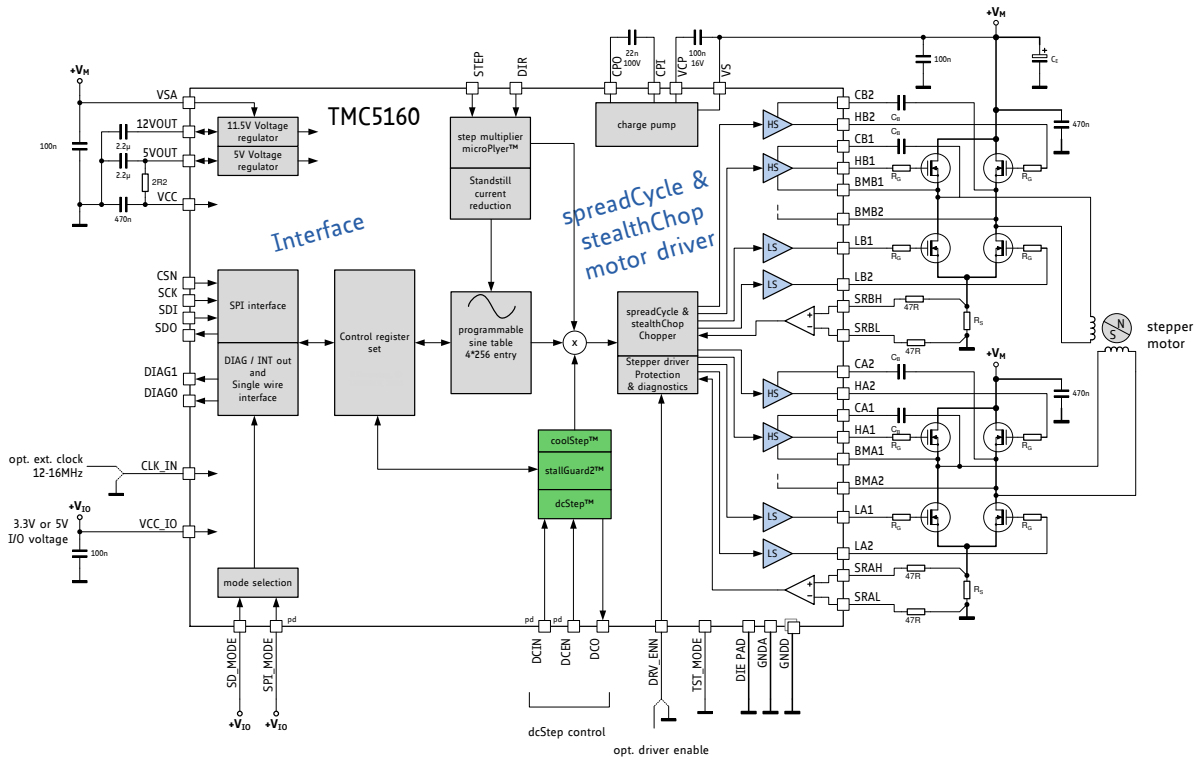 +VM
VSA
12VOUT
2.2µ
5VOUT
2.2µ
100n
2R2
VCC
470n
11.5V Voltage
regulator
5V Voltage
regulator
TMC5160
STEP
DIR
step multiplier
microPlyer™
Standstill
current
reduction
CPO
22n
100V
CPI
VCP
100n
16V
VS
charge pump
Interface
spreadCycle &
stealthChop
motor driver
CSN
SCK
SDI
SDO
DIAG1
DIAG0
SPI interface
DIAG / INT out
and
Single wire
interface
Control register
set
programmable
sine table
4*256 entry
x
spreadCycle &
stealthChop
Chopper
Stepper driver
Protection
& diagnostics
coolStep™
stallGuard2™
dcStep™
opt. ext. clock
12-16MHz
CLK_IN
+VIO
3.3V or 5V
I/O voltage
VCC_IO
100n
mode selection
pd
SD_MODE
SPI_MODE
+VIO
+VIO
pd
pd
DCIN
DCEN
DCO
dcStep control
DRV_ENN
opt. driver enable
TST_MODE
DIE PAD
GNDA
GNDD
+VM
100n
CE
470n
HS
HS
LS
LS
CB2
CB
HB2
CB
CB1
HB1
RG
RG
BMB1
BMB2
LB1
RG
RG
LB2
SRBH
47R
+
−
RS
SRBL
47R
N
S
stepper
motor
+VM
470n
HS
HS
LS
LS
CA2
CB
HA2
CA1
CB
HA1
RG
RG
BMA1
BMA2
LA1
RG
RG
LA2
SRAH
47R
+
−
RS
SRAL
47R